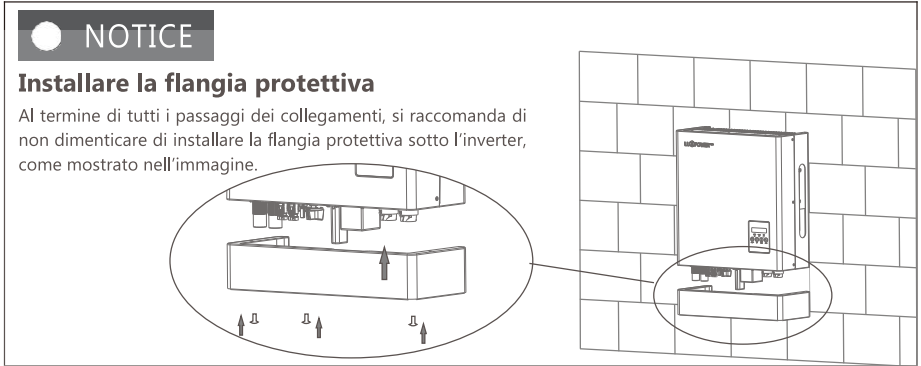 NOTICE
Installare la flangia protettiva
Al termine di tutti i passaggi dei collegamenti, si raccomanda di
non dimenticare di installare la flangia protettiva sotto l'inverter,
come mostrato nell'immagine.